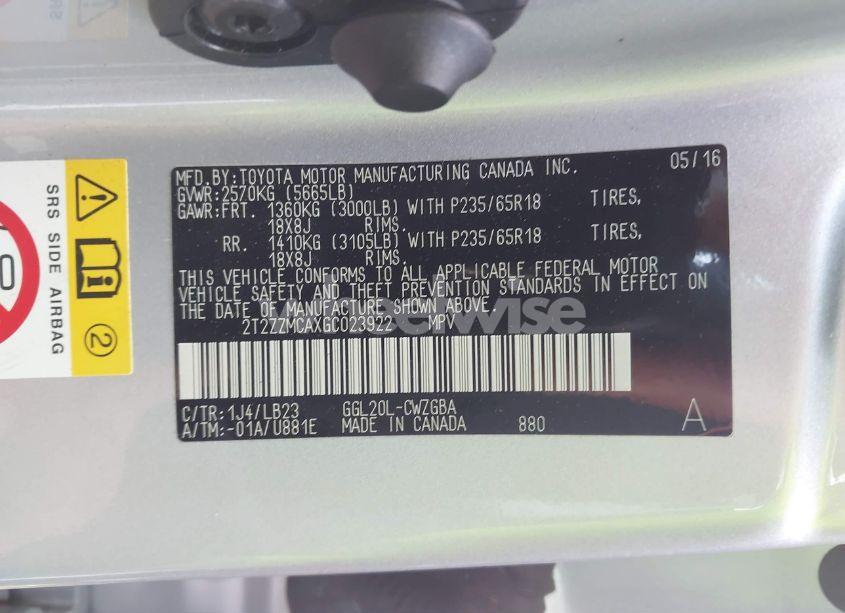 SRS SIDE AIRBAG
2
MFD.BY:TOYOTA MOTOR MANUFACTURING CANADA INC. 05/16
GVWR:2570KG (5665LB)
GAWR:FRT. 1360KG (3000LB) WITH P235/65R18 TIRES,
18X8J RIMS.
RR. 1410KG (3105LB) WITH P235/65R18 TIRES,
18X8J RIMS.
THIS VEHICLE CONFORMS TO ALL APPLICABLE FEDERAL MOTOR
VEHICLE SAFETY AND THEFT PREVENTION STANDARDS IN EFFECT ON
THE DATE OF MANUFACTURE SHOWN ABOVE.
2T2ZZMCAXGC023922 MPV
C/TR:1J4/LB23 GGL20L-CWZGBA
A/TM:-01A/U881E MADE IN CANADA 880 A